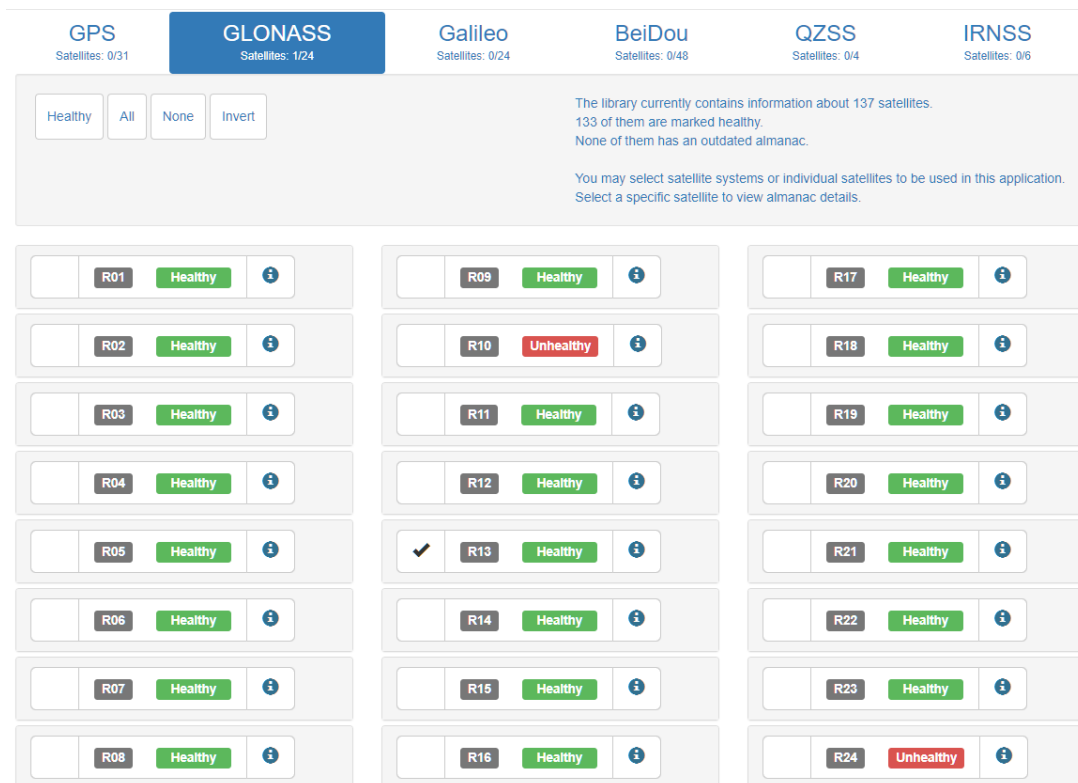 GPS
Satellites: 0/31
GLONASS
Satellites: 1/24
Galileo
Satellites: 0/24
BeiDou
Satellites: 0/48
QZSS
Satellites: 0/4
IRNSS
Satellites: 0/6
Healthy All None Invert
The library currently contains information about 137 satellites.
133 of them are marked healthy.
None of them has an outdated almanac.
You may select satellite systems or individual satellites to be used in this application.
Select a specific satellite to view almanac details.
R01 Healthy
R02 Healthy
R03 Healthy
R04 Healthy
R05 Healthy
R06 Healthy
R07 Healthy
R08 Healthy
R09 Healthy
R10 Unhealthy
R11 Healthy
R12 Healthy
R13 Healthy
R14 Healthy
R15 Healthy
R16 Healthy
R17 Healthy
R18 Healthy
R19 Healthy
R20 Healthy
R21 Healthy
R22 Healthy
R23 Healthy
R24 Unhealthy